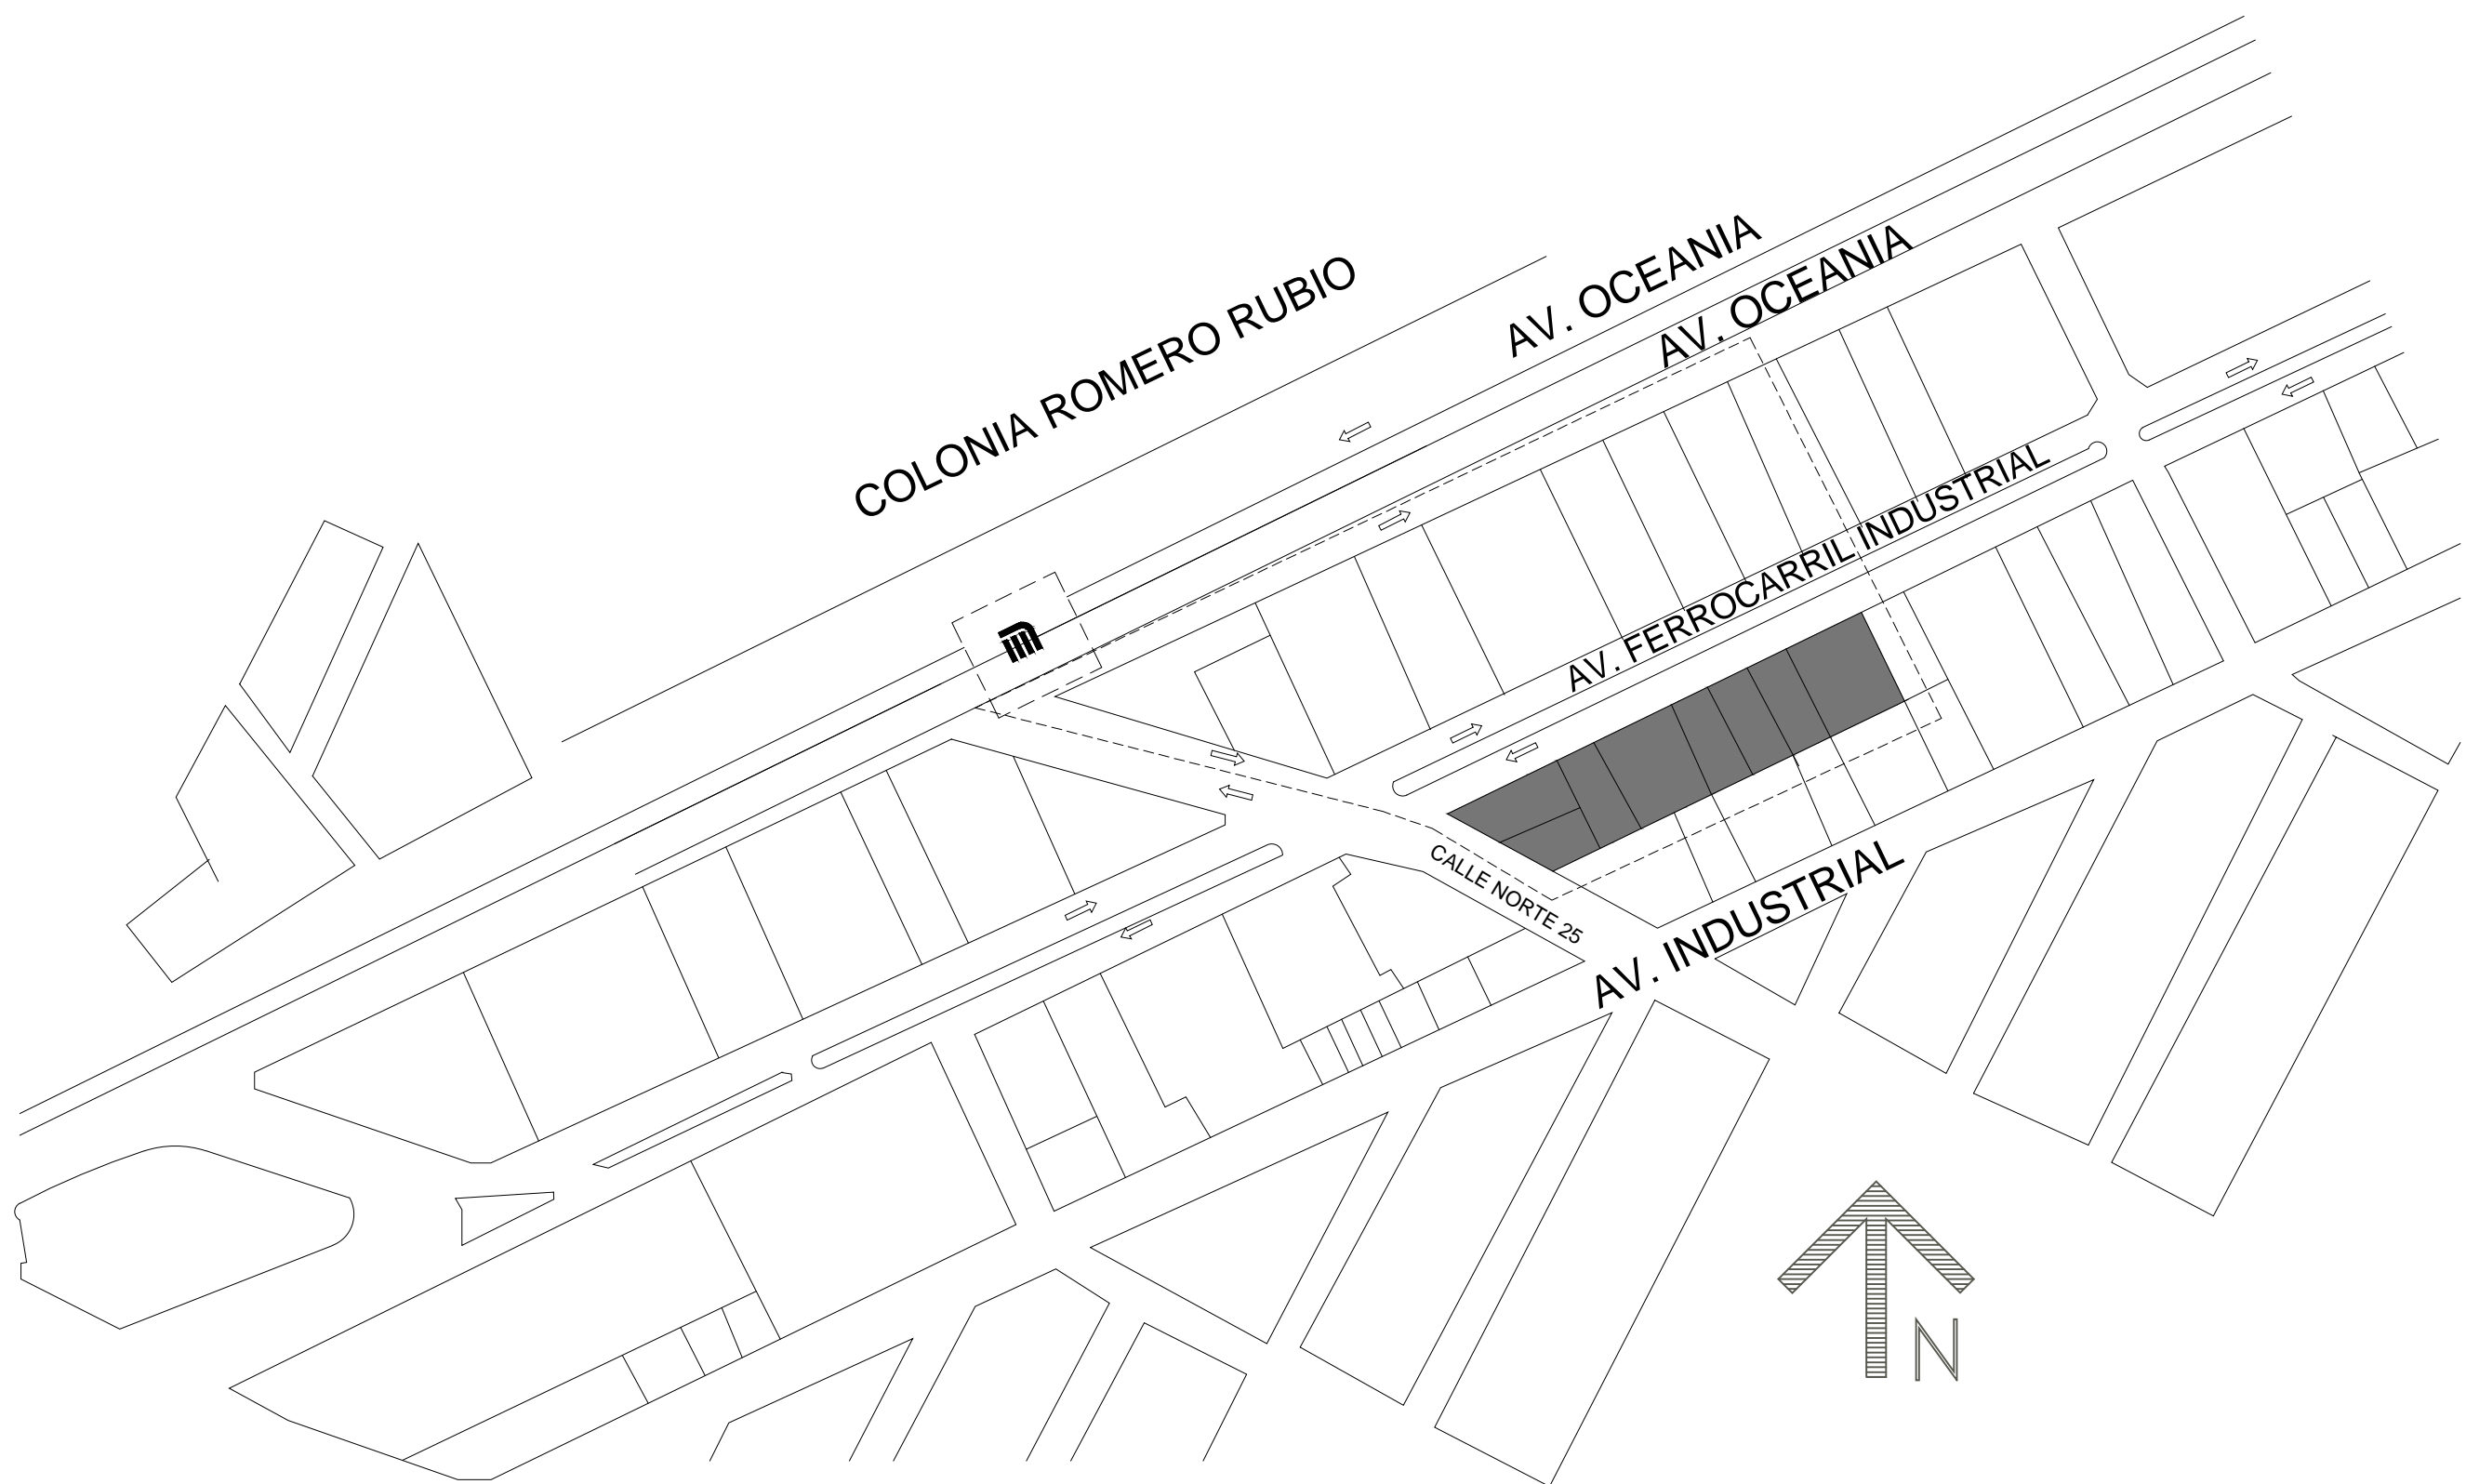 COLONIA ROMERO RUBIO
AV. OCEANIA
AV. OCEANIA
AV. FERROCARRIL INDUSTRIAL
CALLE NORTE 25
AV. INDUSTRIAL
N